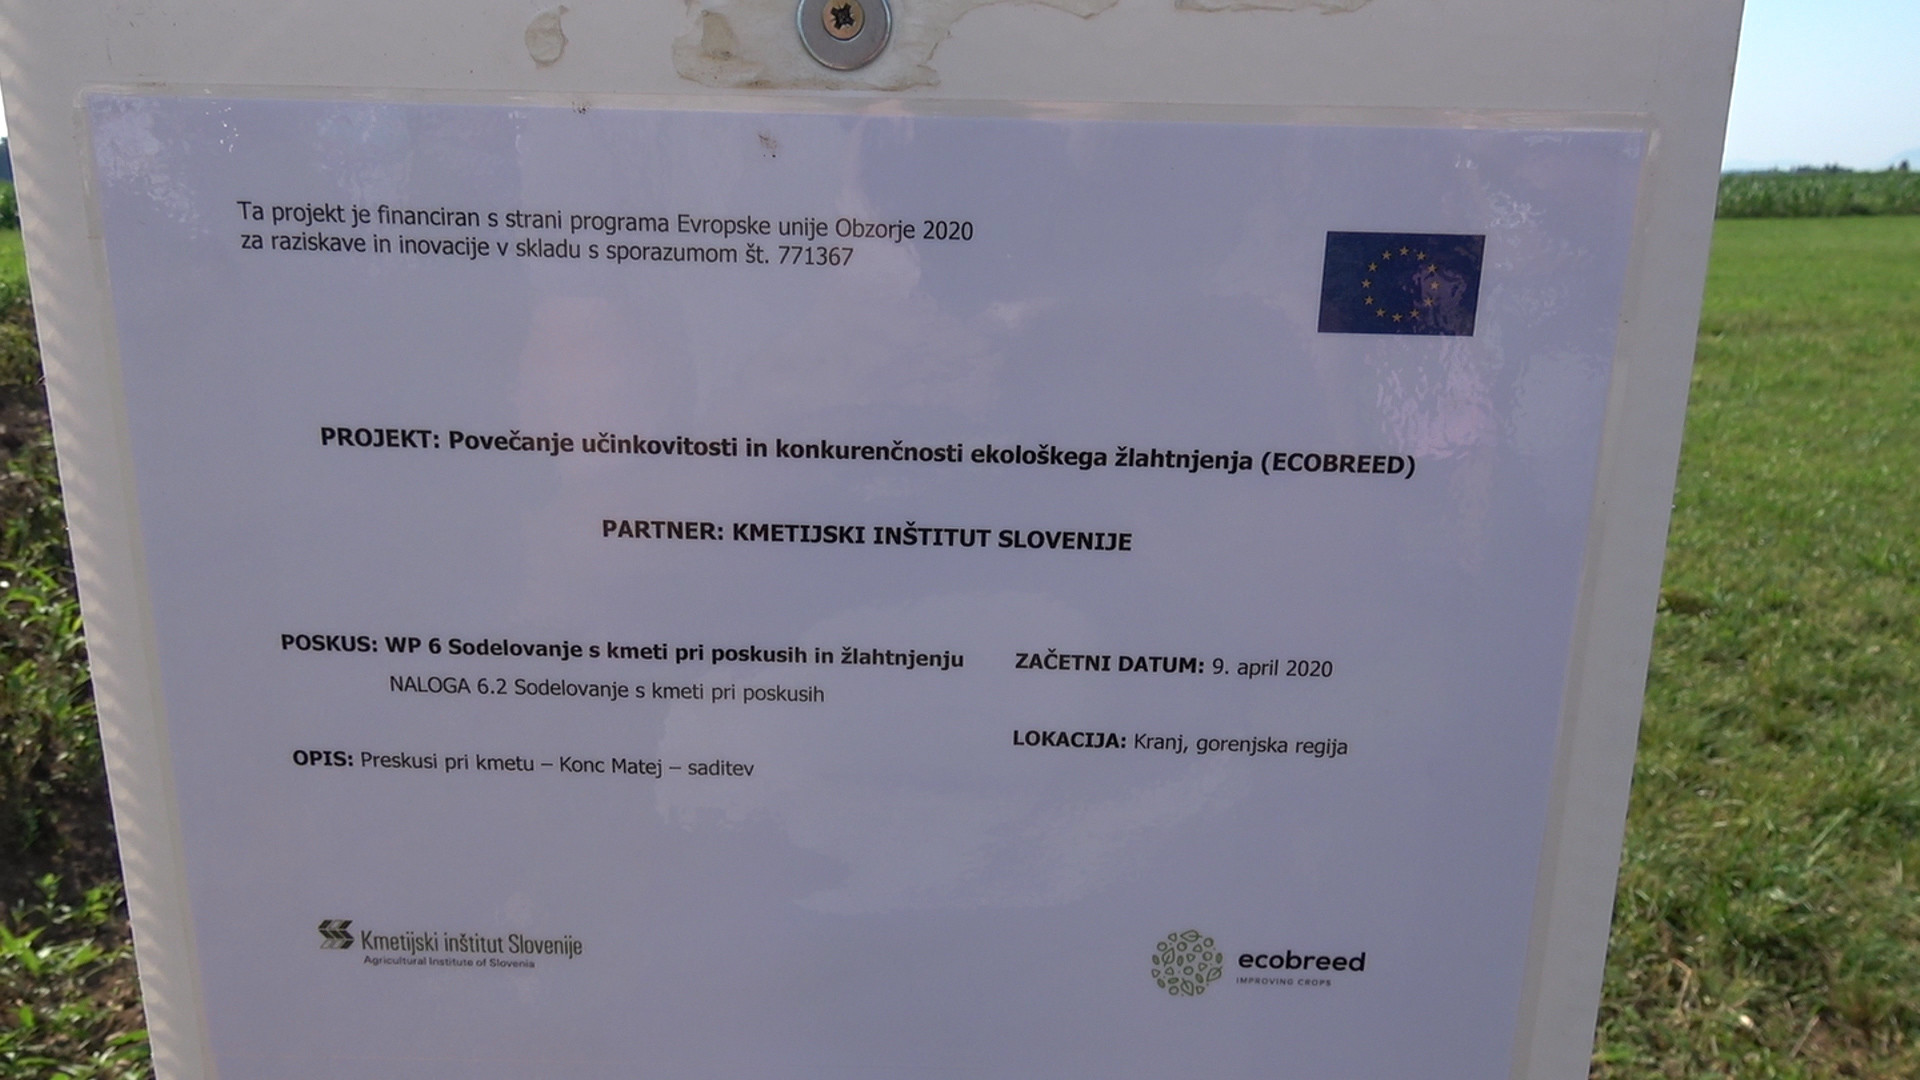 Ta projekt je financiran s strani programa Evropske unije Obzorje 2020
za raziskave in inovacije v skladu s sporazumom št. 771367
PROJEKT: Povečanje učinkovitosti in konkurenčnosti ekološkega žlahtnjenja (ECOBREED)
PARTNER: KMETIJSKI INŠTITUT SLOVENIJE
POSKUS: WP 6 Sodelovanje s kmeti pri poskusih in žlahtnjenju
NALOGA 6.2 Sodelovanje s kmeti pri poskusih
OPIS: Preskusi pri kmetu – Konc Matej – saditev
ZAČETNI DATUM: 9. april 2020
LOKACIJA: Kranj, gorenjska regija
Kmetijski inštitut Slovenije
Agricultural Institute of Slovenia
ecobreed
IMPROVING CROPS